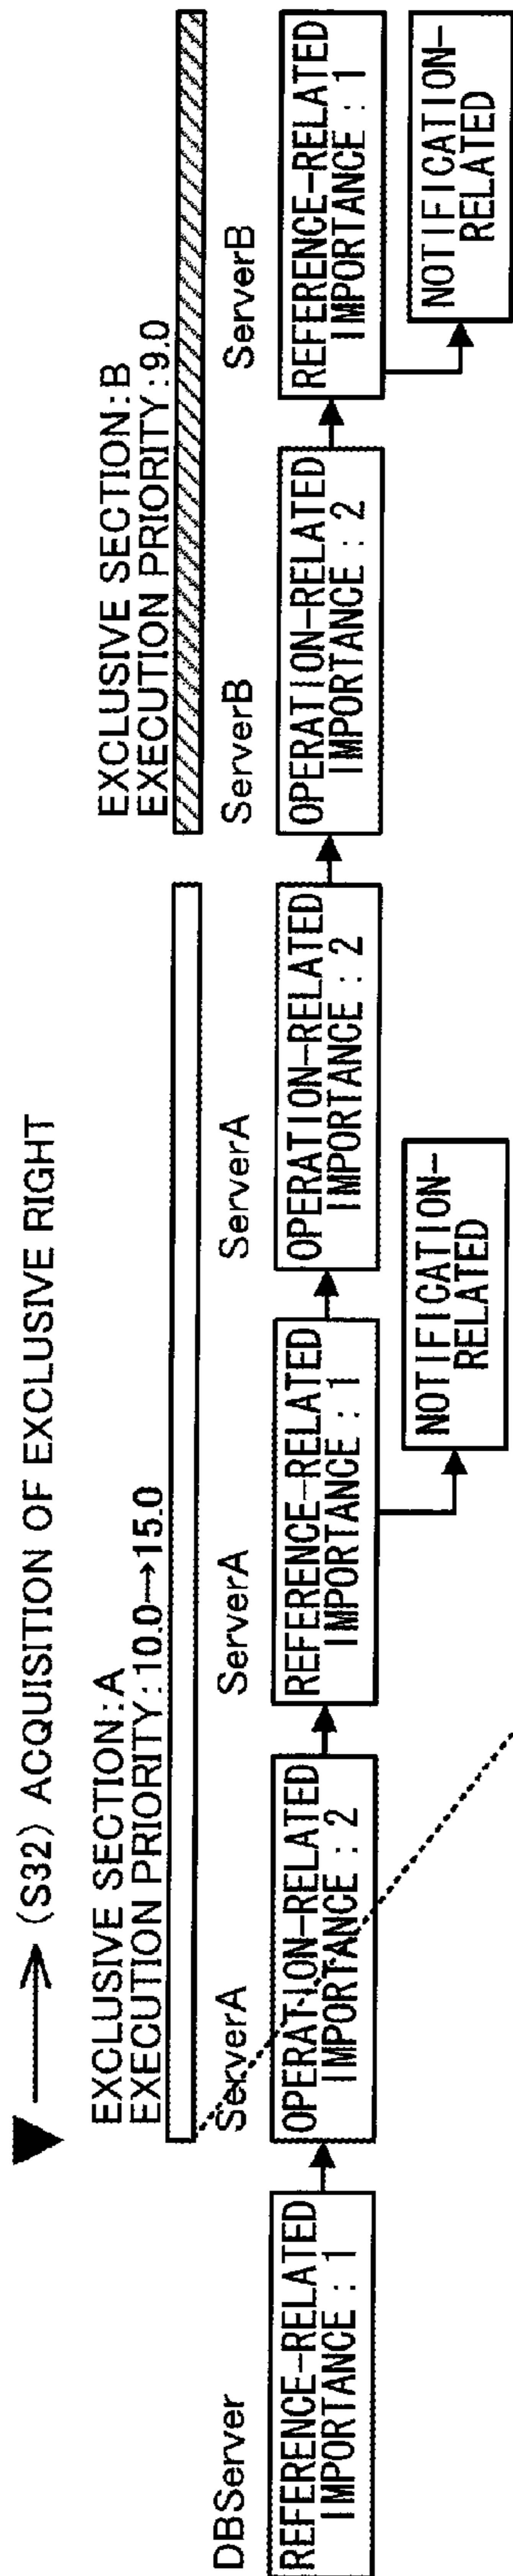 (S32) ACQUISITION OF EXCLUSIVE RIGHT
EXCLUSIVE SECTION:A
EXECUTION PRIORITY:10.0→15.0
EXCLUSIVE SECTION:B
EXECUTION PRIORITY:9.0
DBServer
REFERENCE-RELATED
IMPORTANCE : 1
ServerA
OPERATION-RELATED
IMPORTANCE : 2
ServerA
REFERENCE-RELATED
IMPORTANCE : 1
NOTIFICATION-
RELATED
ServerA
OPERATION-RELATED
IMPORTANCE : 2
ServerB
OPERATION-RELATED
IMPORTANCE : 2
ServerB
REFERENCE-RELATED
IMPORTANCE : 1
NOTIFICATION-
RELATED